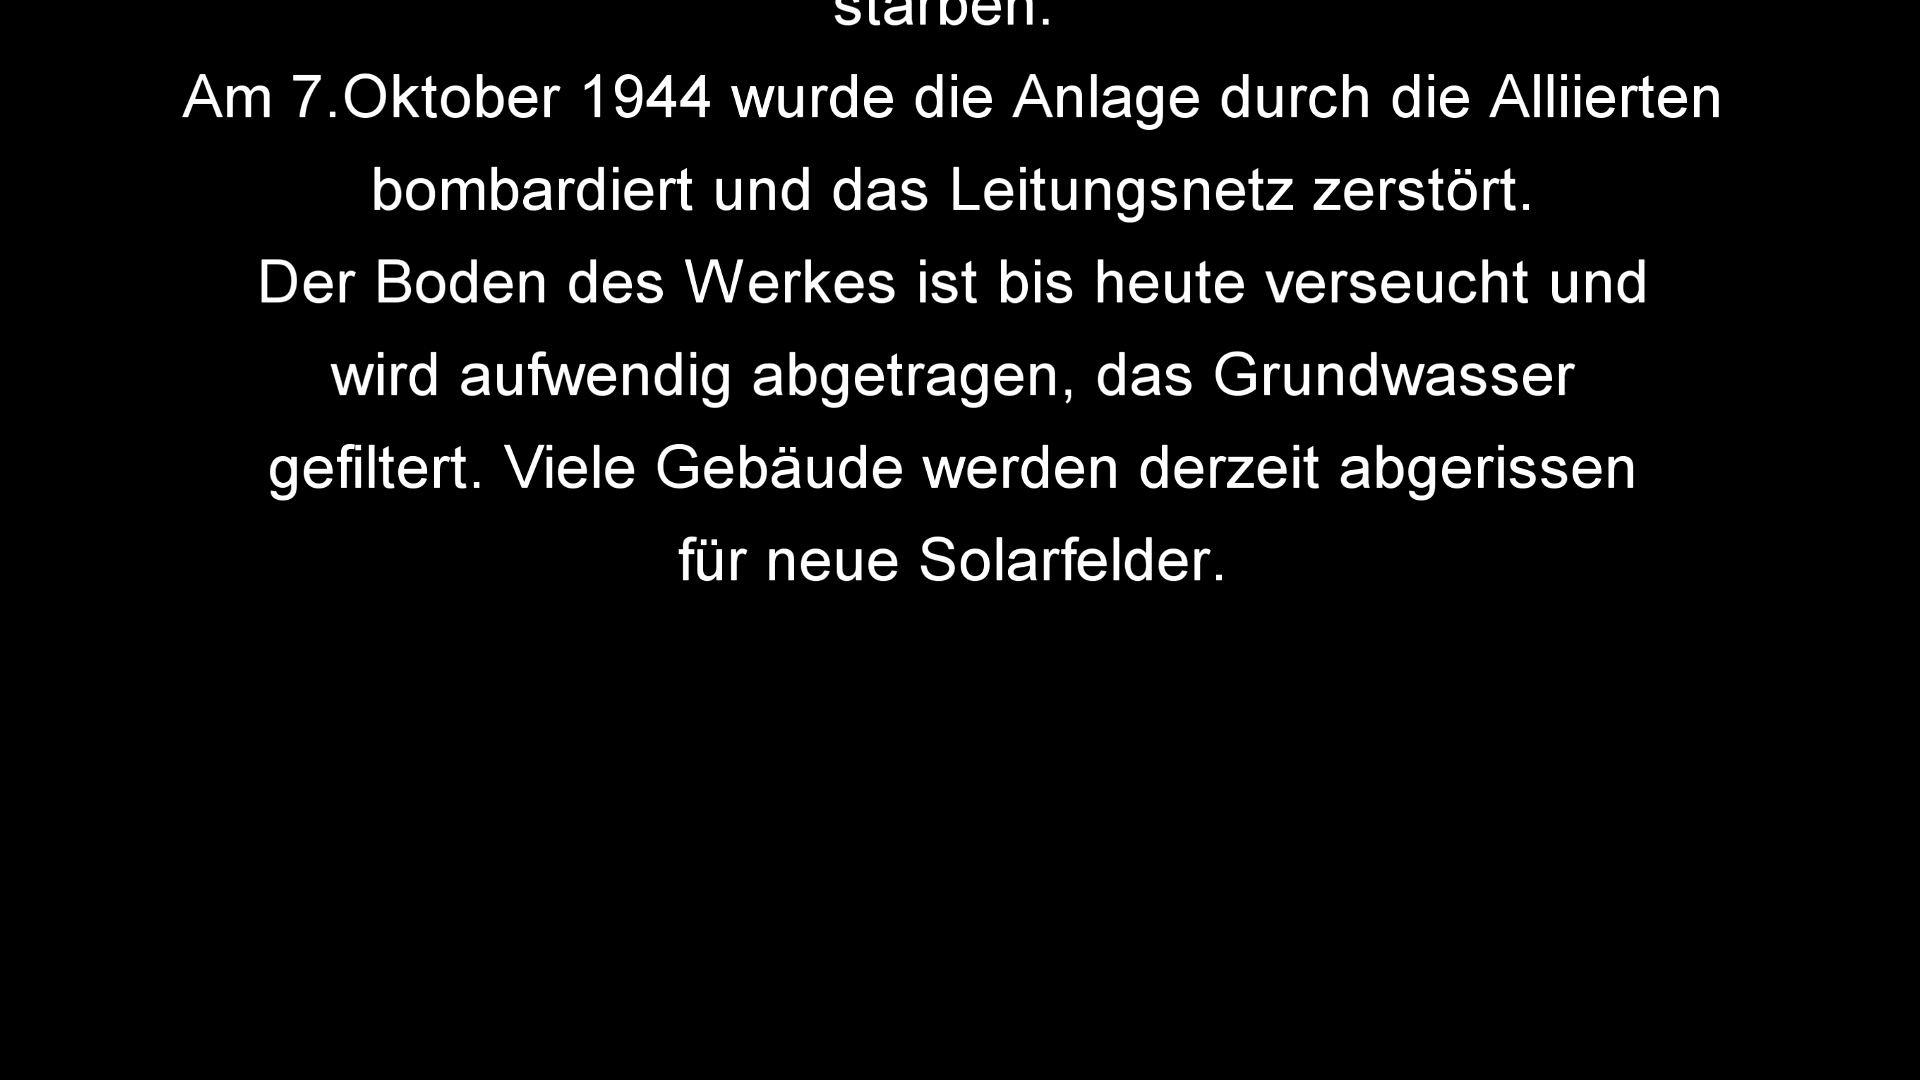 starben.
Am 7.Oktober 1944 wurde die Anlage durch die Alliierten
bombardiert und das Leitungsnetz zerstört.
Der Boden des Werkes ist bis heute verseucht und
wird aufwendig abgetragen, das Grundwasser
gefiltert. Viele Gebäude werden derzeit abgerissen
für neue Solarfelder.